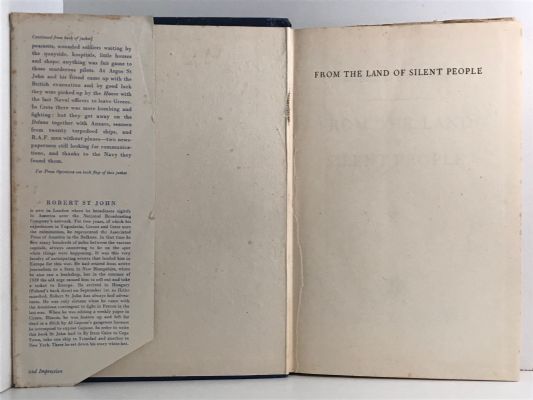 Continued from back of jacket]
peasants, wounded soldiers waiting by
the quayside, hospitals, little houses
and shops; anything was fair game to
those murderous pilots. At Argos St
John and his friend came up with the
British evacuation and by good luck
they were picked up by the
with
the last Naval officers to leave Greece.
In Crete there was more bombing and
fighting: but they got away on the
together with Anzacs, seamen
from twenty torpedoed ships, and
R.A.F. men without planes—two news-
papermen still looking for communica-
tions, and thanks to the Navy they
found them.
For Press Opinions see back flap of this jacket
ROBERT ST JOHN
is now in London where he broadcasts nightly
to America over the National Broadcasting
Company's network. For two years, of which his
experiences in Yugoslavia, Greece and Crete were
the culmination, he represented the Associated
Press of America in the Balkans. In that time he
flew many hundreds of miles between the various
capitals, always contriving to be on the spot
when things were happening. It was this very
faculty of anticipating events that landed him in
Europe for this war. He had retired from active
journalism to a farm in New Hampshire, where
he also ran a bookshop, but in the summer of
1939 the old urge caused him to sell out and take
a ticket to Europe. He arrived in Hungary
(Poland's back door) on September 1st as Hitler
marched. Robert St John has always had adven-
tures. He was only sixteen when he came with
the American contingent to fight in France in the
last war. When he was editing a weekly paper in
Cicero, Illinois, he was beaten up and left for
dead in a ditch by Al Capone's gangsters because
he attempted to expose Capone. In order to write
this book St John had to fly from Cairo to Cape
Town, take one ship to Trinidad and another to
New York. There he set down his story white-hot.
2nd Impression
FROM THE LAND OF SILENT PEOPLE